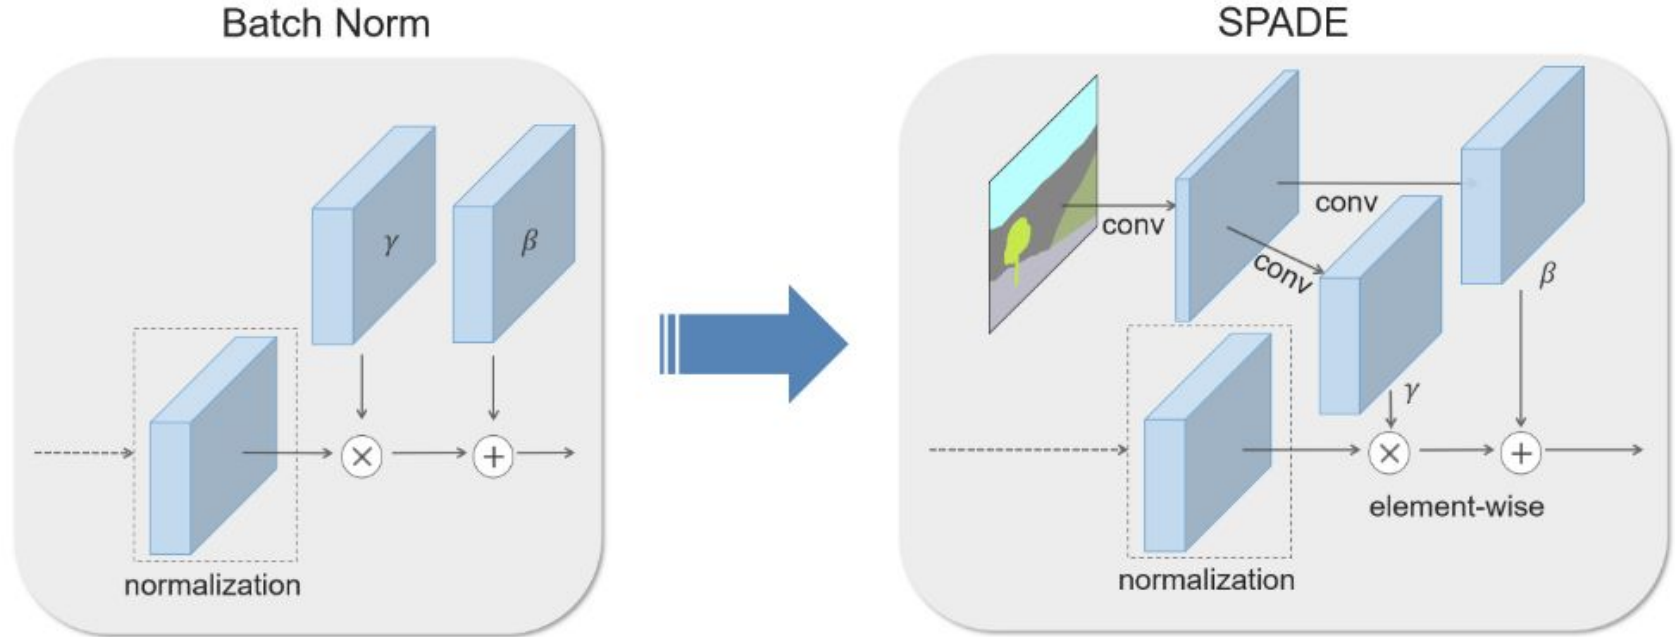 Batch Norm
γ
β
×
+
normalization
SPADE
conv
conv
conv
β
γ
×
+
element-wise
normalization